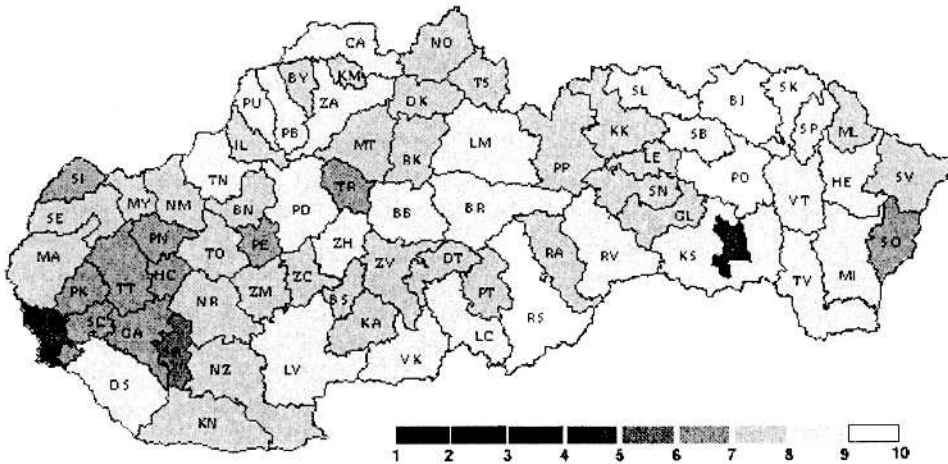 CA
NO
BY
KM
TS
PU
ZA
DK
SL
BJ
SK
PB
IL
KK
SB
SP
ML
MT
RK
LM
PP
LE
HE
SV
SI
TN
TR
SN
PO
VT
SE
MY
NM
BN
PD
BB
BR
GL
SO
MA
PN
PE
TO
ZH
ZV
DT
RA
RV
KS
TV
MI
PK
TT
HC
NR
ZM
ZC
BS
PT
SC
GA
KA
RS
LC
DS
NZ
LV
VK
KN
1 2 3 4 5 6 7 8 9 10